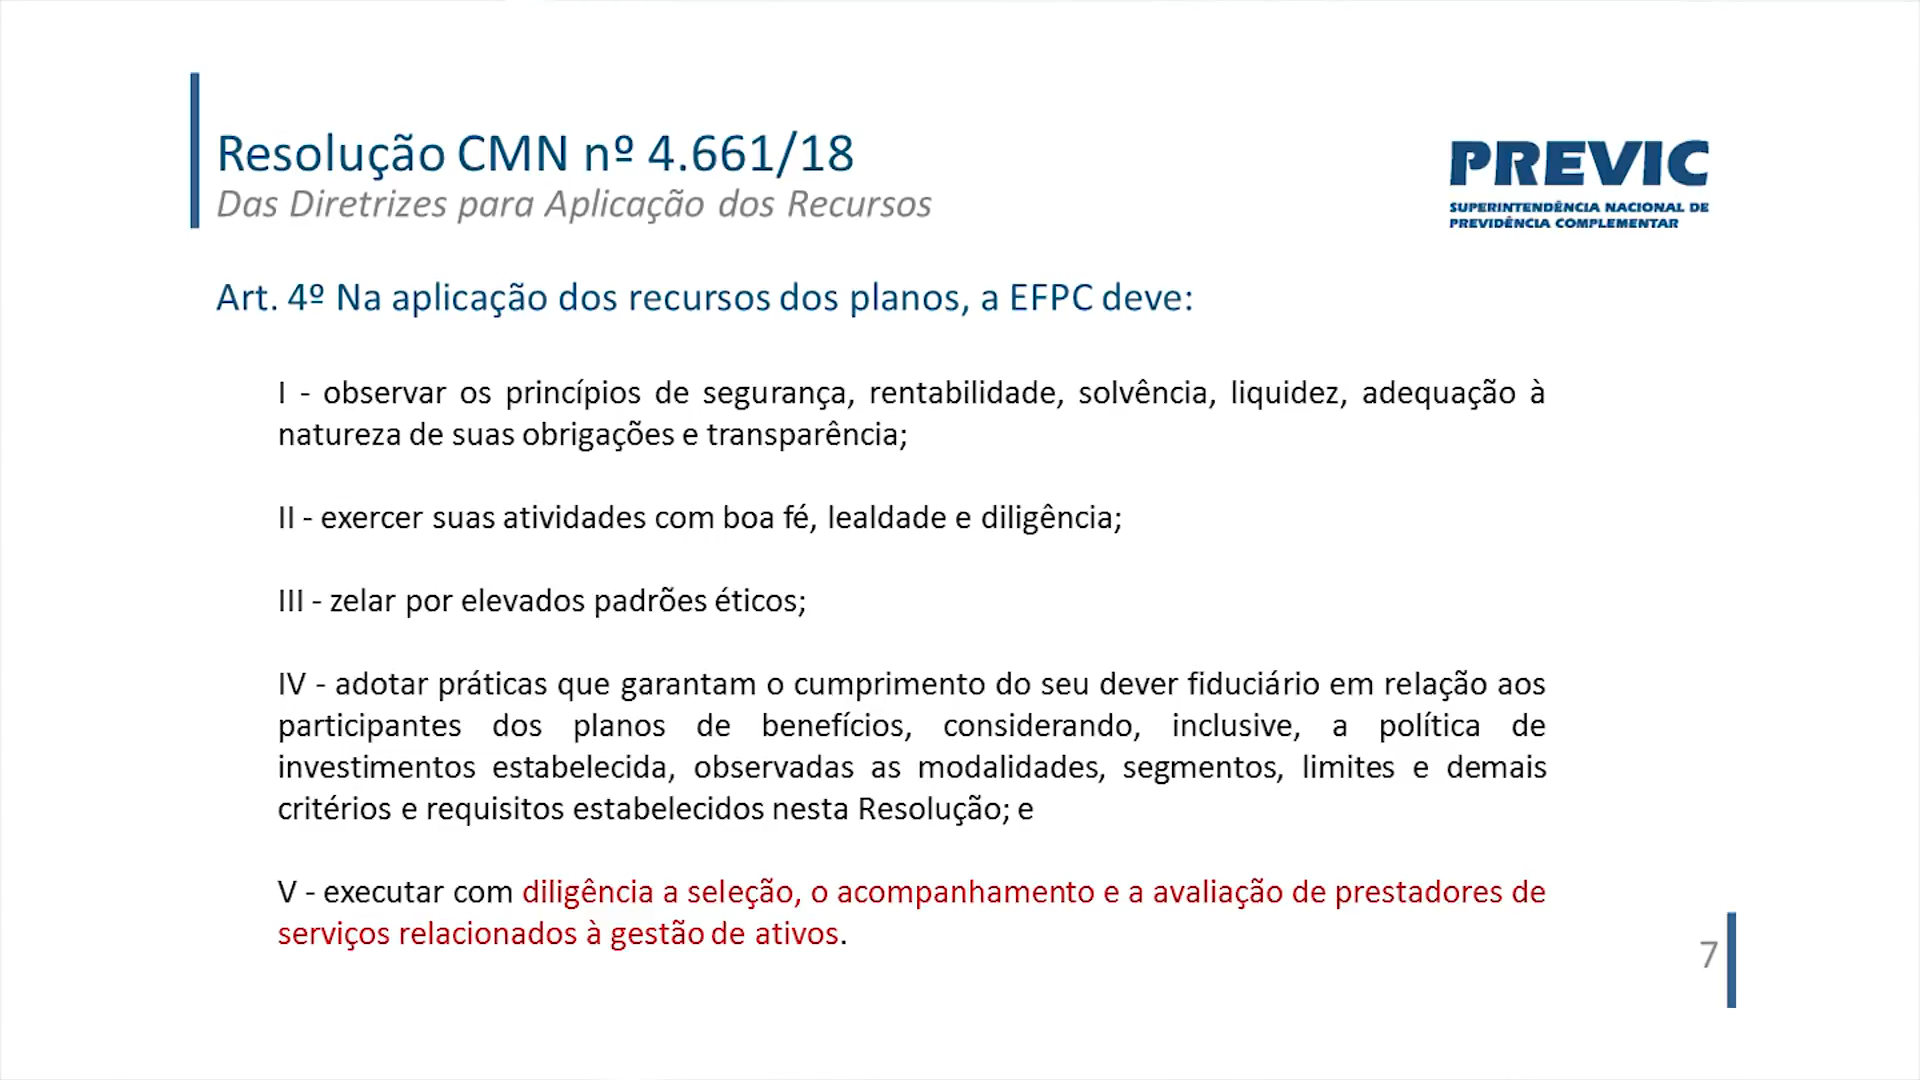 Resolução CMN nº 4.661/18
Das Diretrizes para Aplicação dos Recursos
PREVIC
SUPERINTENDÊNCIA NACIONAL DE
PREVIDÊNCIA COMPLEMENTAR
Art. 4º Na aplicação dos recursos dos planos, a EFPC deve:
I - observar os princípios de segurança, rentabilidade, solvência, liquidez, adequação à
natureza de suas obrigações e transparência;
II - exercer suas atividades com boa fé, lealdade e diligência;
III - zelar por elevados padrões éticos;
IV - adotar práticas que garantam o cumprimento do seu dever fiduciário em relação aos
participantes dos planos de benefícios, considerando, inclusive, a política de
investimentos estabelecida, observadas as modalidades, segmentos, limites e demais
critérios e requisitos estabelecidos nesta Resolução; e
V - executar com diligência a seleção, o acompanhamento e a avaliação de prestadores de
serviços relacionados à gestão de ativos.
7